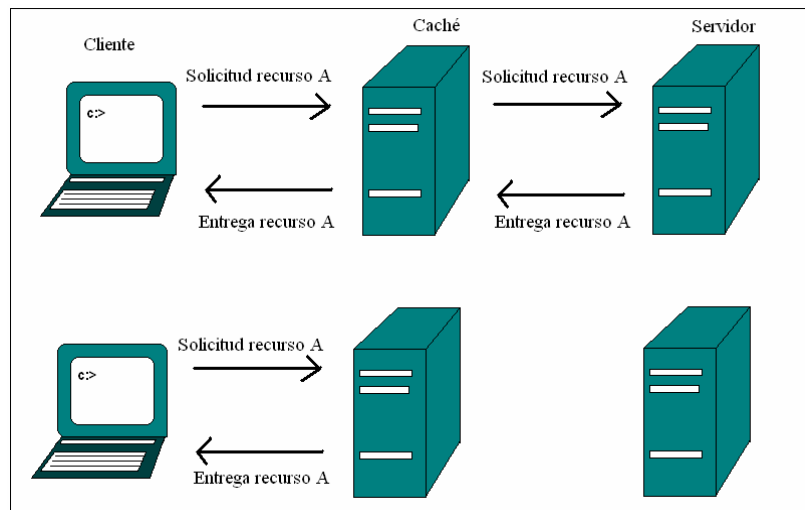 Cliente
Caché
Servidor
Solicitud recurso A
Solicitud recurso A
c:>
Entrega recurso A
Entrega recurso A
Solicitud recurso A
c:>
Entrega recurso A